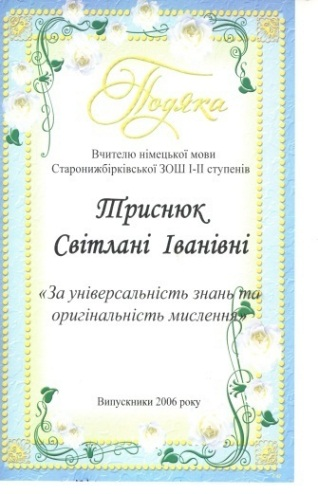 Подяка
Вчителю німецької мови
Старонижбірківської ЗОШ І-ІІ ступенів
Триснюк
Світлані Іванівні
«За універсальність знань та
оригінальність мислення»
Випускники 2006 року